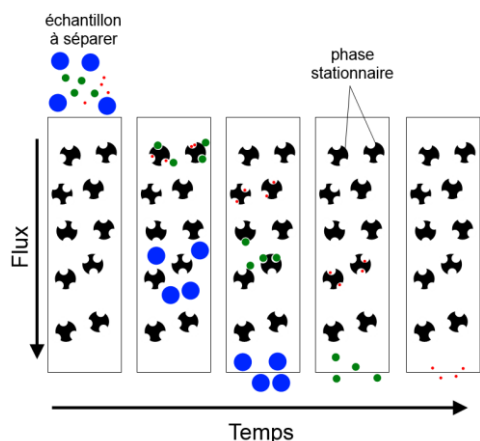 échantillon
à séparer
phase
stationnaire
Flux
Temps